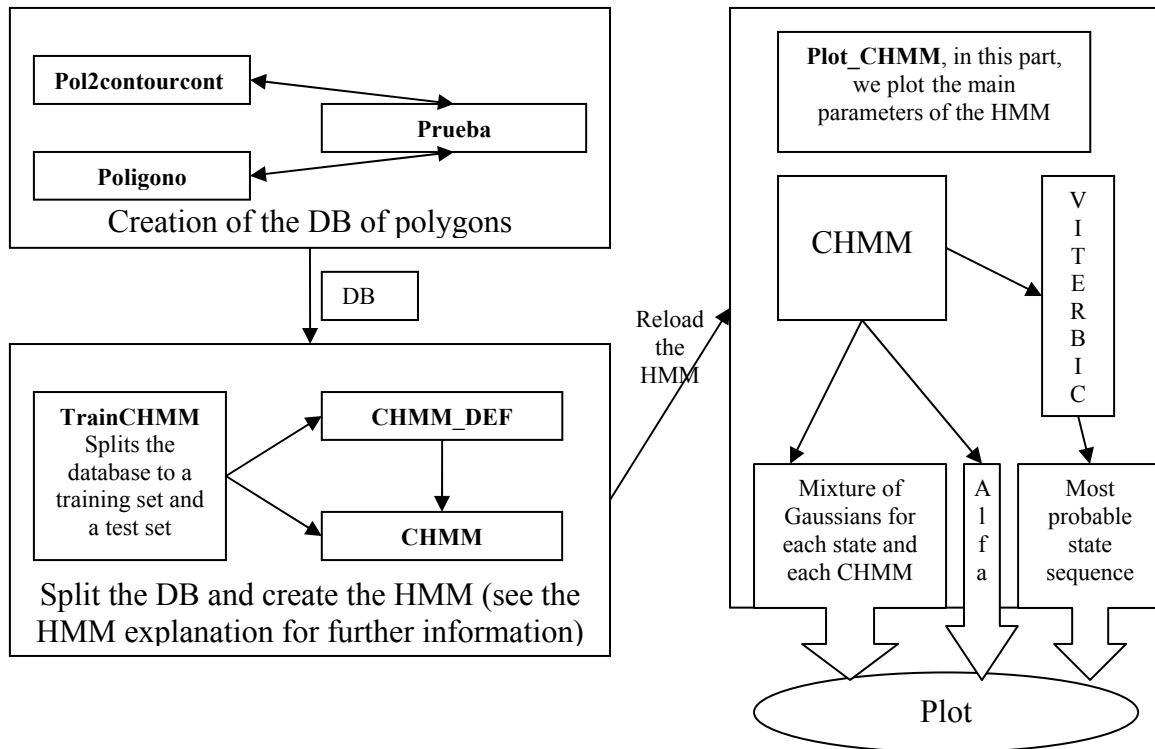 Pol2contourcont
Prueba
Poligono
Creation of the DB of polygons
DB
TrainCHMM
Splits the
database to a
training set and
a test set
CHMM_DEF
CHMM
Split the DB and create the HMM (see the
HMM explanation for further information)
Reload
the
HMM
Plot_CHMM, in this part,
we plot the main
parameters of the HMM
CHMM
V
I
T
E
R
B
I
C
Mixture of
Gaussians for
each state and
each CHMM
A
l
f
a
Most
probable
state
sequence
Plot